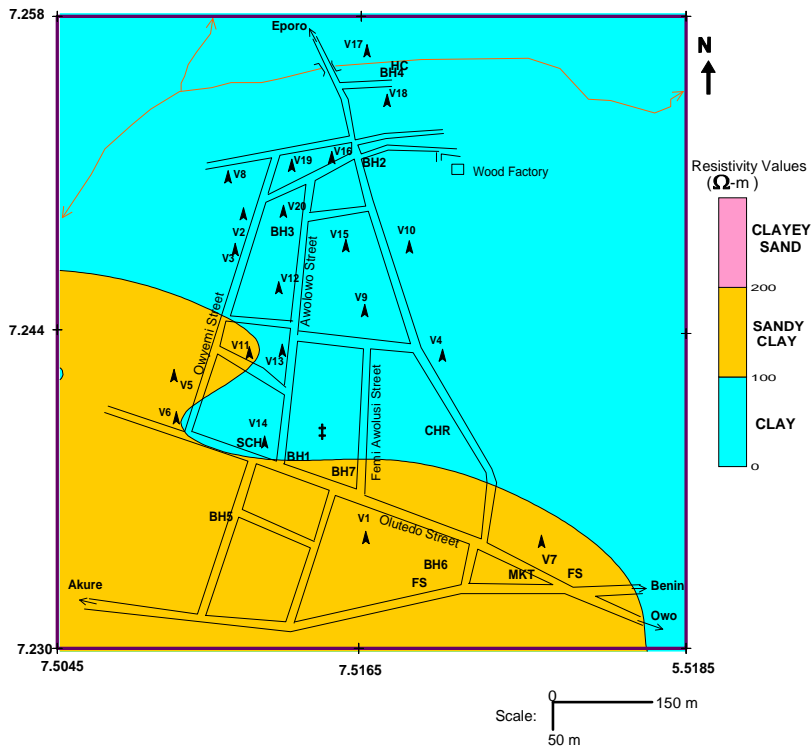 7.258
Eporo
V17
HC
BH4
V18
N
V16
V19
BH2
V8
Wood Factory
Resistivity Values
(Ω-m)
V20
V2
BH3
V3
V15
V10
CLAYEY
SAND
Awolowo Street
V12
200
Owyemi Street
V9
SANDY
CLAY
7.244
V11
V13
V4
V5
100
Femi Awolusi Street
V6
V14
CHR
CLAY
SCH
BH1
BH7
0
BH5
V1
Olutedo Street
V7
BH6
FS
MKT
FS
Akure
Benin
Owo
7.230
7.5045
7.5165
7.5185
0
Scale:
150 m
50 m